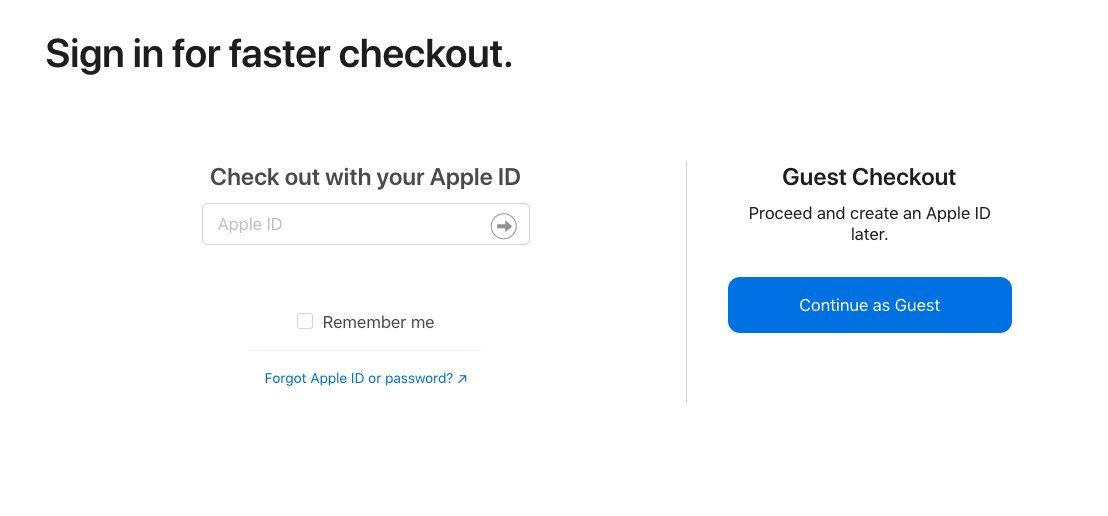 Sign in for faster checkout.
Check out with your Apple ID
Apple ID
Remember me
Forgot Apple ID or password? ↗
Guest Checkout
Proceed and create an Apple ID
later.
Continue as Guest